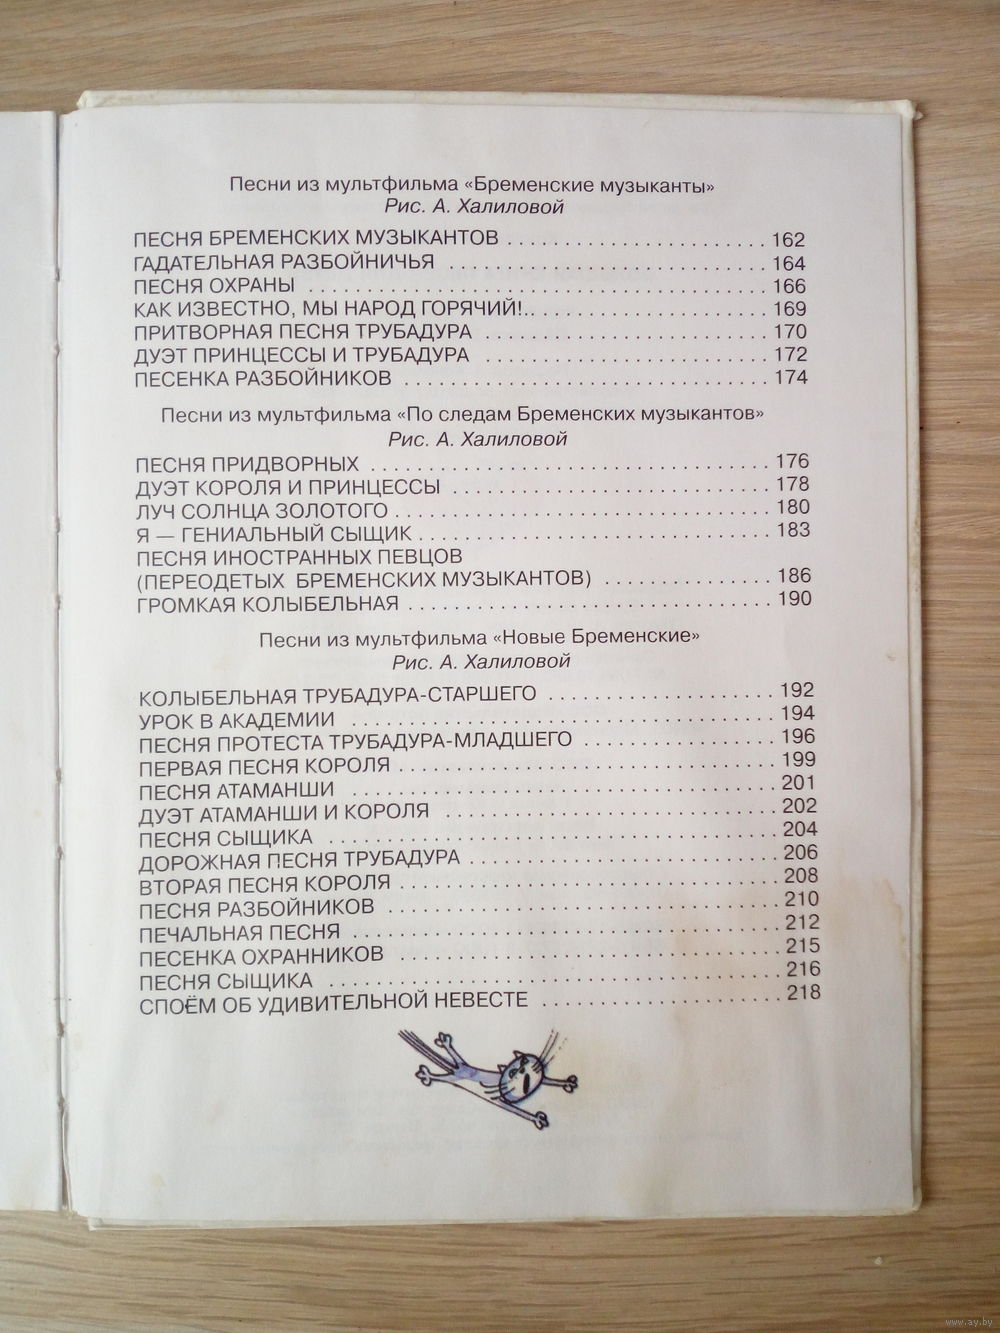 Песни из мультфильма «Бременские музыканты»
Рис. А. Халиловой
ПЕСНЯ БРЕМЕНСКИХ МУЗЫКАНТОВ . . . . . . . . . . . . . . . . . . . . . . . 162
ГАДАТЕЛЬНАЯ РАЗБОЙНИЧЬЯ . . . . . . . . . . . . . . . . . . . . . . . . . . . . 164
ПЕСНЯ ОХРАНЫ . . . . . . . . . . . . . . . . . . . . . . . . . . . . . . . . . . . . . . . . 166
КАК ИЗВЕСТНО, МЫ НАРОД ГОРЯЧИЙ!.. . . . . . . . . . . . . . . . . . . . . 169
ПРИТВОРНАЯ ПЕСНЯ ТРУБАДУРА . . . . . . . . . . . . . . . . . . . . . . . . . 170
ДУЭТ ПРИНЦЕССЫ И ТРУБАДУРА . . . . . . . . . . . . . . . . . . . . . . . . . 172
ПЕСЕНКА РАЗБОЙНИКОВ . . . . . . . . . . . . . . . . . . . . . . . . . . . . . . . . 174
Песни из мультфильма «По следам Бременских музыкантов»
Рис. А. Халиловой
ПЕСНЯ ПРИДВОРНЫХ . . . . . . . . . . . . . . . . . . . . . . . . . . . . . . . . . . . 176
ДУЭТ КОРОЛЯ И ПРИНЦЕССЫ . . . . . . . . . . . . . . . . . . . . . . . . . . . . 178
ЛУЧ СОЛНЦА ЗОЛОТОГО . . . . . . . . . . . . . . . . . . . . . . . . . . . . . . . . . 180
Я — ГЕНИАЛЬНЫЙ СЫЩИК . . . . . . . . . . . . . . . . . . . . . . . . . . . . . . . 183
ПЕСНЯ ИНОСТРАННЫХ ПЕВЦОВ
(ПЕРЕОДЕТЫХ БРЕМЕНСКИХ МУЗЫКАНТОВ) . . . . . . . . . . . . . . . 186
ГРОМКАЯ КОЛЫБЕЛЬНАЯ . . . . . . . . . . . . . . . . . . . . . . . . . . . . . . . . 190
Песни из мультфильма «Новые Бременские»
Рис. А. Халиловой
КОЛЫБЕЛЬНАЯ ТРУБАДУРА-СТАРШЕГО . . . . . . . . . . . . . . . . . . . . 192
УРОК В АКАДЕМИИ . . . . . . . . . . . . . . . . . . . . . . . . . . . . . . . . . . . . . 194
ПЕСНЯ ПРОТЕСТА ТРУБАДУРА-МЛАДШЕГО . . . . . . . . . . . . . . . . . 196
ПЕРВАЯ ПЕСНЯ КОРОЛЯ . . . . . . . . . . . . . . . . . . . . . . . . . . . . . . . . . 199
ПЕСНЯ АТАМАНШИ . . . . . . . . . . . . . . . . . . . . . . . . . . . . . . . . . . . . . 201
ДУЭТ АТАМАНШИ И КОРОЛЯ . . . . . . . . . . . . . . . . . . . . . . . . . . . . . 202
ПЕСНЯ СЫЩИКА . . . . . . . . . . . . . . . . . . . . . . . . . . . . . . . . . . . . . . . 204
ДОРОЖНАЯ ПЕСНЯ ТРУБАДУРА . . . . . . . . . . . . . . . . . . . . . . . . . . . 206
ВТОРАЯ ПЕСНЯ КОРОЛЯ . . . . . . . . . . . . . . . . . . . . . . . . . . . . . . . . . 208
ПЕСНЯ РАЗБОЙНИКОВ . . . . . . . . . . . . . . . . . . . . . . . . . . . . . . . . . . 210
ПЕЧАЛЬНАЯ ПЕСНЯ . . . . . . . . . . . . . . . . . . . . . . . . . . . . . . . . . . . . . 212
ПЕСЕНКА ОХРАННИКОВ . . . . . . . . . . . . . . . . . . . . . . . . . . . . . . . . . 215
ПЕСНЯ СЫЩИКА . . . . . . . . . . . . . . . . . . . . . . . . . . . . . . . . . . . . . . . 216
СПОЁМ ОБ УДИВИТЕЛЬНОЙ НЕВЕСТЕ . . . . . . . . . . . . . . . . . . . . . 218
www.ay.by